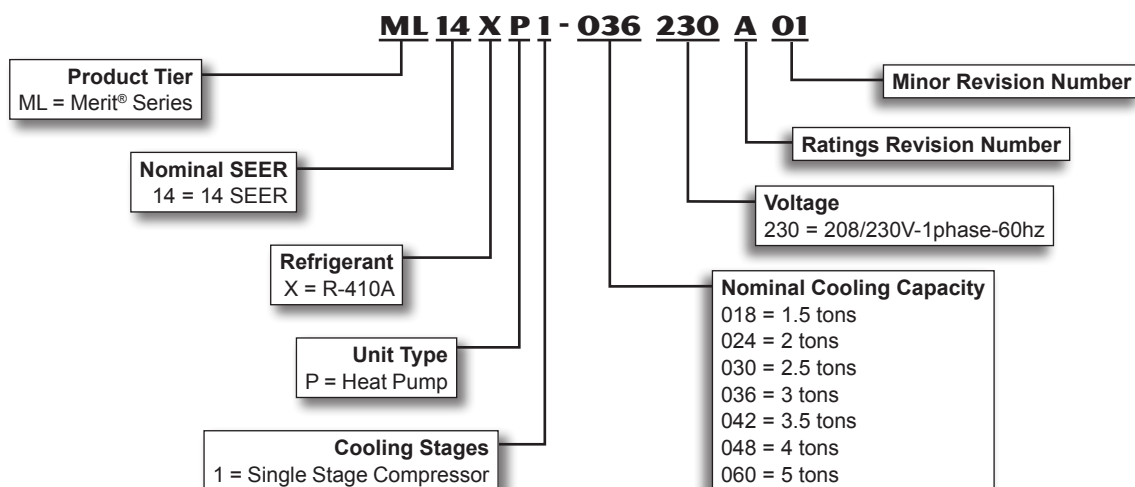 ML 14 X P 1 - 036 230 A 01
Product Tier
ML = Merit® Series
Minor Revision Number
Nominal SEER
14 = 14 SEER
Ratings Revision Number
Voltage
230 = 208/230V-1phase-60hz
Refrigerant
X = R-410A
Unit Type
P = Heat Pump
Cooling Stages
1 = Single Stage Compressor
Nominal Cooling Capacity
018 = 1.5 tons
024 = 2 tons
030 = 2.5 tons
036 = 3 tons
042 = 3.5 tons
048 = 4 tons
060 = 5 tons